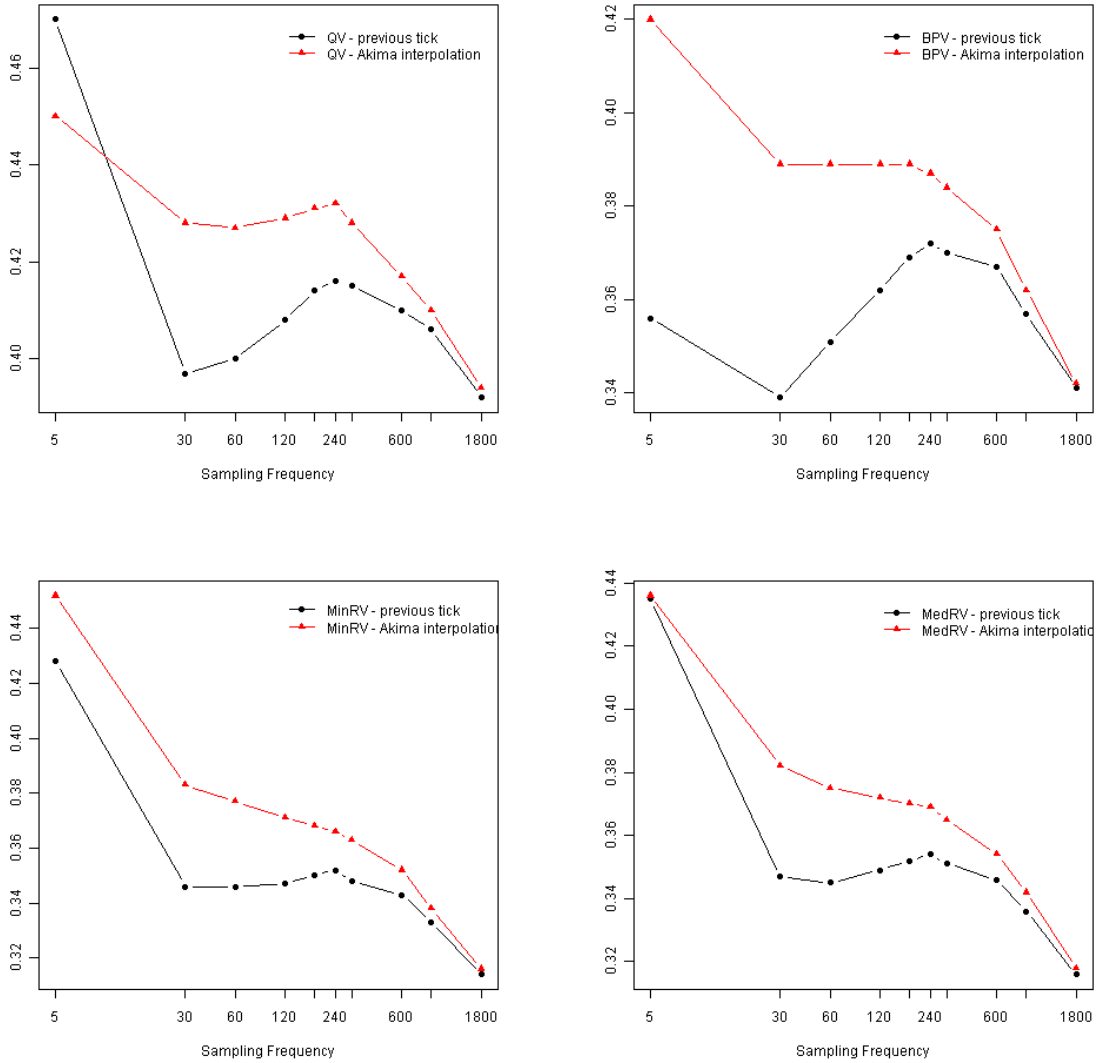 QV - previous tick
QV - Akima interpolation
0.46
0.44
0.42
0.40
5 30 60 120 240 600 1800
Sampling Frequency
BPV - previous tick
BPV - Akima interpolation
0.42
0.40
0.38
0.36
0.34
5 30 60 120 240 600 1800
Sampling Frequency
MinRV - previous tick
MinRV - Akima interpolation
0.44
0.42
0.40
0.38
0.36
0.34
0.32
5 30 60 120 240 600 1800
Sampling Frequency
MedRV - previous tick
MedRV - Akima interpolatio
0.44
0.42
0.40
0.38
0.36
0.34
0.32
5 30 60 120 240 600 1800
Sampling Frequency